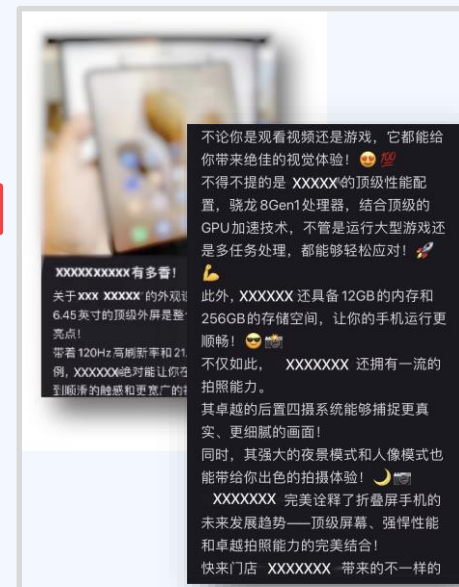 XXXXXXXXXX有多香！
关于XXX XXXXX 的外观设
6.45英寸的顶级外屏是整
亮点！
带着120Hz高刷新率和21.
例，XXXXXX绝对能让你在
到顺滑的触感和更宽广的视
不论你是观看视频还是游戏，它都能给
你带来绝佳的视觉体验！😍💯
不得不提的是 XXXXX的顶级性能配
置，骁龙8Gen1处理器，结合顶级的
GPU加速技术，不管是运行大型游戏还
是多任务处理，都能够轻松应对！🚀
💪
此外，XXXXXX 还具备12GB的内存和
256GB的存储空间，让你的手机运行更
顺畅！😎📸
不仅如此， XXXXXXX 还拥有一流的
拍照能力。
其卓越的后置四摄系统能够捕捉更真
实、更细腻的画面！
同时，其强大的夜景模式和人像模式也
能带给你出色的拍摄体验！🌙📷
XXXXXXX 完美诠释了折叠屏手机的
未来发展趋势——顶级屏幕、强悍性能
和卓越拍照能力的完美结合！
快来门店 XXXXXXX 带来的不一样的